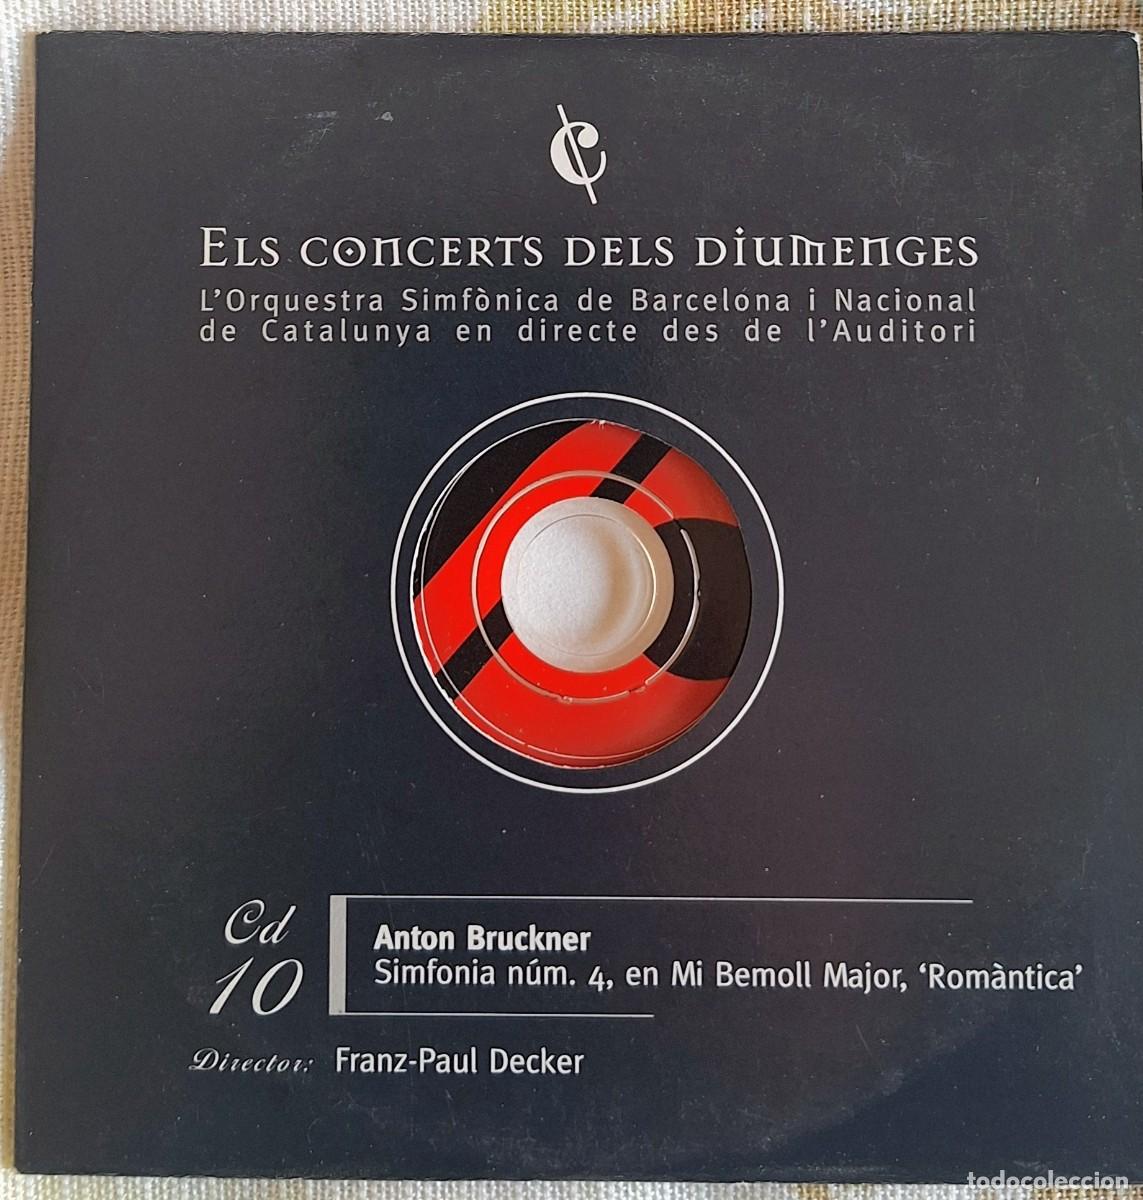 ELS CONCERTS DELS DIUMENGES
L'Orquestra Simfònica de Barcelona i Nacional
de Catalunya en directe des de l'Auditori
Cd
10
Anton Bruckner
Simfonia núm. 4, en Mi Bemoll Major, 'Romàntica'
Director: Franz-Paul Decker
todocoleccion